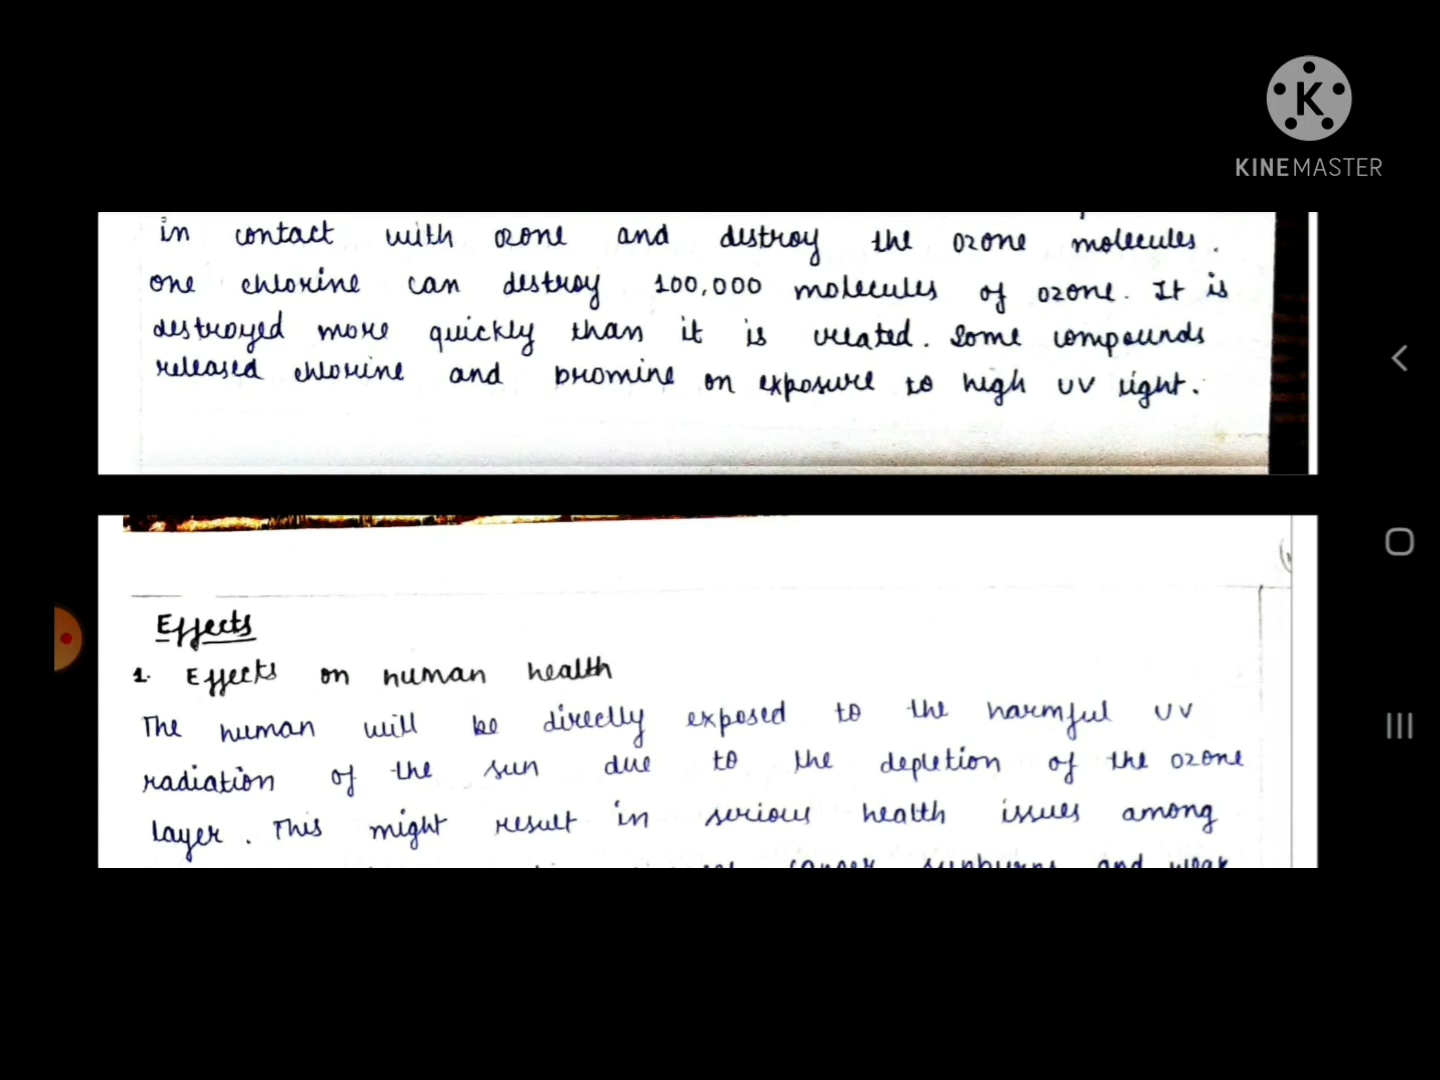 K
KINEMASTER
in contact with ozone and destroy the ozone molecules.
one chlorine can destroy 100,000 molecules of ozone. It is
destroyed more quickly than it is created. Some compounds
released chlorine and bromine on exposure to high UV light.
Effects
1. Effects on human health
The human will be directly exposed to the harmful UV
radiation of the sun due to the depletion of the ozone
layer. This might result in serious health issues among
cancer sunburns and weak